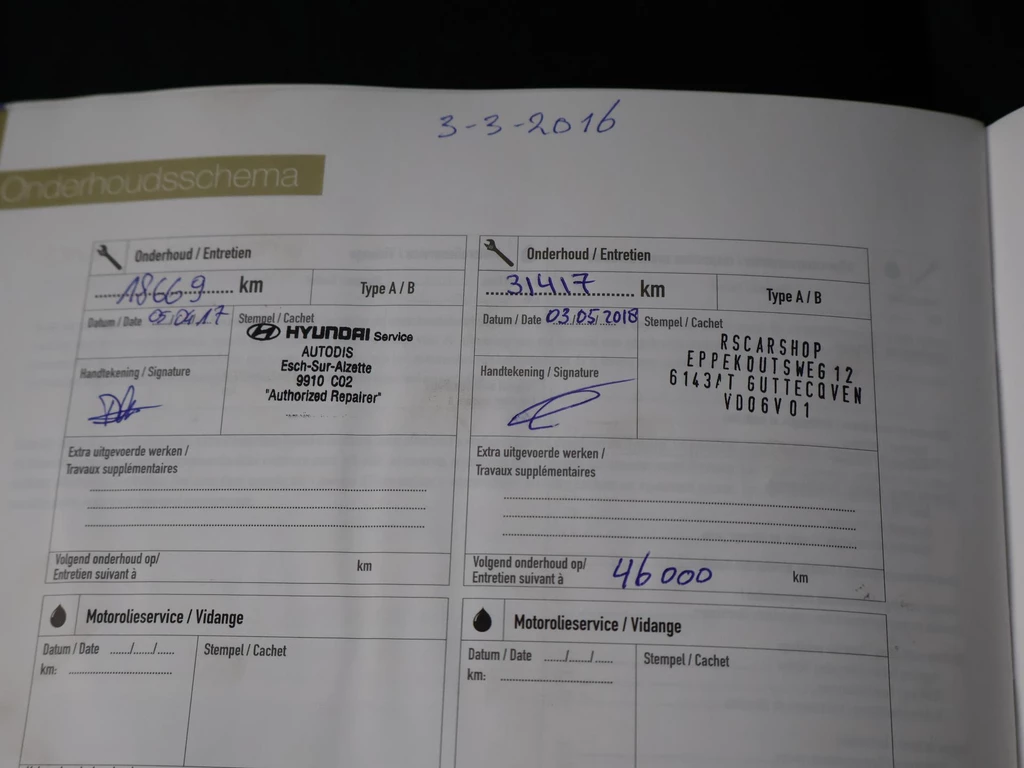 3-3-2016
Onderhoudsschema
Onderhoud / Entretien
18669 km
Type A / B
Datum / Date 05/04/17
Stempel / Cachet
HYUNDAI Service
AUTODIS
Esch-Sur-Alzette
9910 C02
"Authorized Repairer"
Handtekening / Signature
Extra uitgevoerde werken /
Travaux supplémentaires
Volgend onderhoud op/
Entretien suivant à
km
Onderhoud / Entretien
31417 km
Type A / B
Datum / Date 03.05.2018
Stempel / Cachet
RSCARSHOP
EPPEKOUTSWEG 12
6143AT GUTTECOVEN
VD06V01
Handtekening / Signature
Extra uitgevoerde werken /
Travaux supplémentaires
Volgend onderhoud op/
Entretien suivant à 46000 km
Motorolieservice / Vidange
Datum / Date ....../....../......
km:
Stempel / Cachet
Motorolieservice / Vidange
Datum / Date ....../....../......
km:
Stempel / Cachet